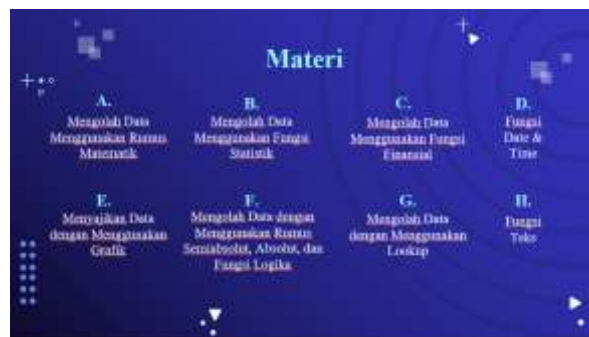 Materi
A.
Mengolah Data
Menggunakan Rumus
Matematik
B.
Mengolah Data
Menggunakan Fungsi
Statistik
C.
Mengolah Data
Menggunakan Fungsi
Finansial
D.
Fungsi
Date &
Time
E.
Menyajikan Data
dengan Menggunakan
Grafik
F.
Mengolah Data dengan
Menggunakan Rumus
Semiabsolut, Absolut, dan
Fungsi Logika
G.
Mengolah Data
dengan Menggunakan
Lookup
H.
Fungsi
Teks